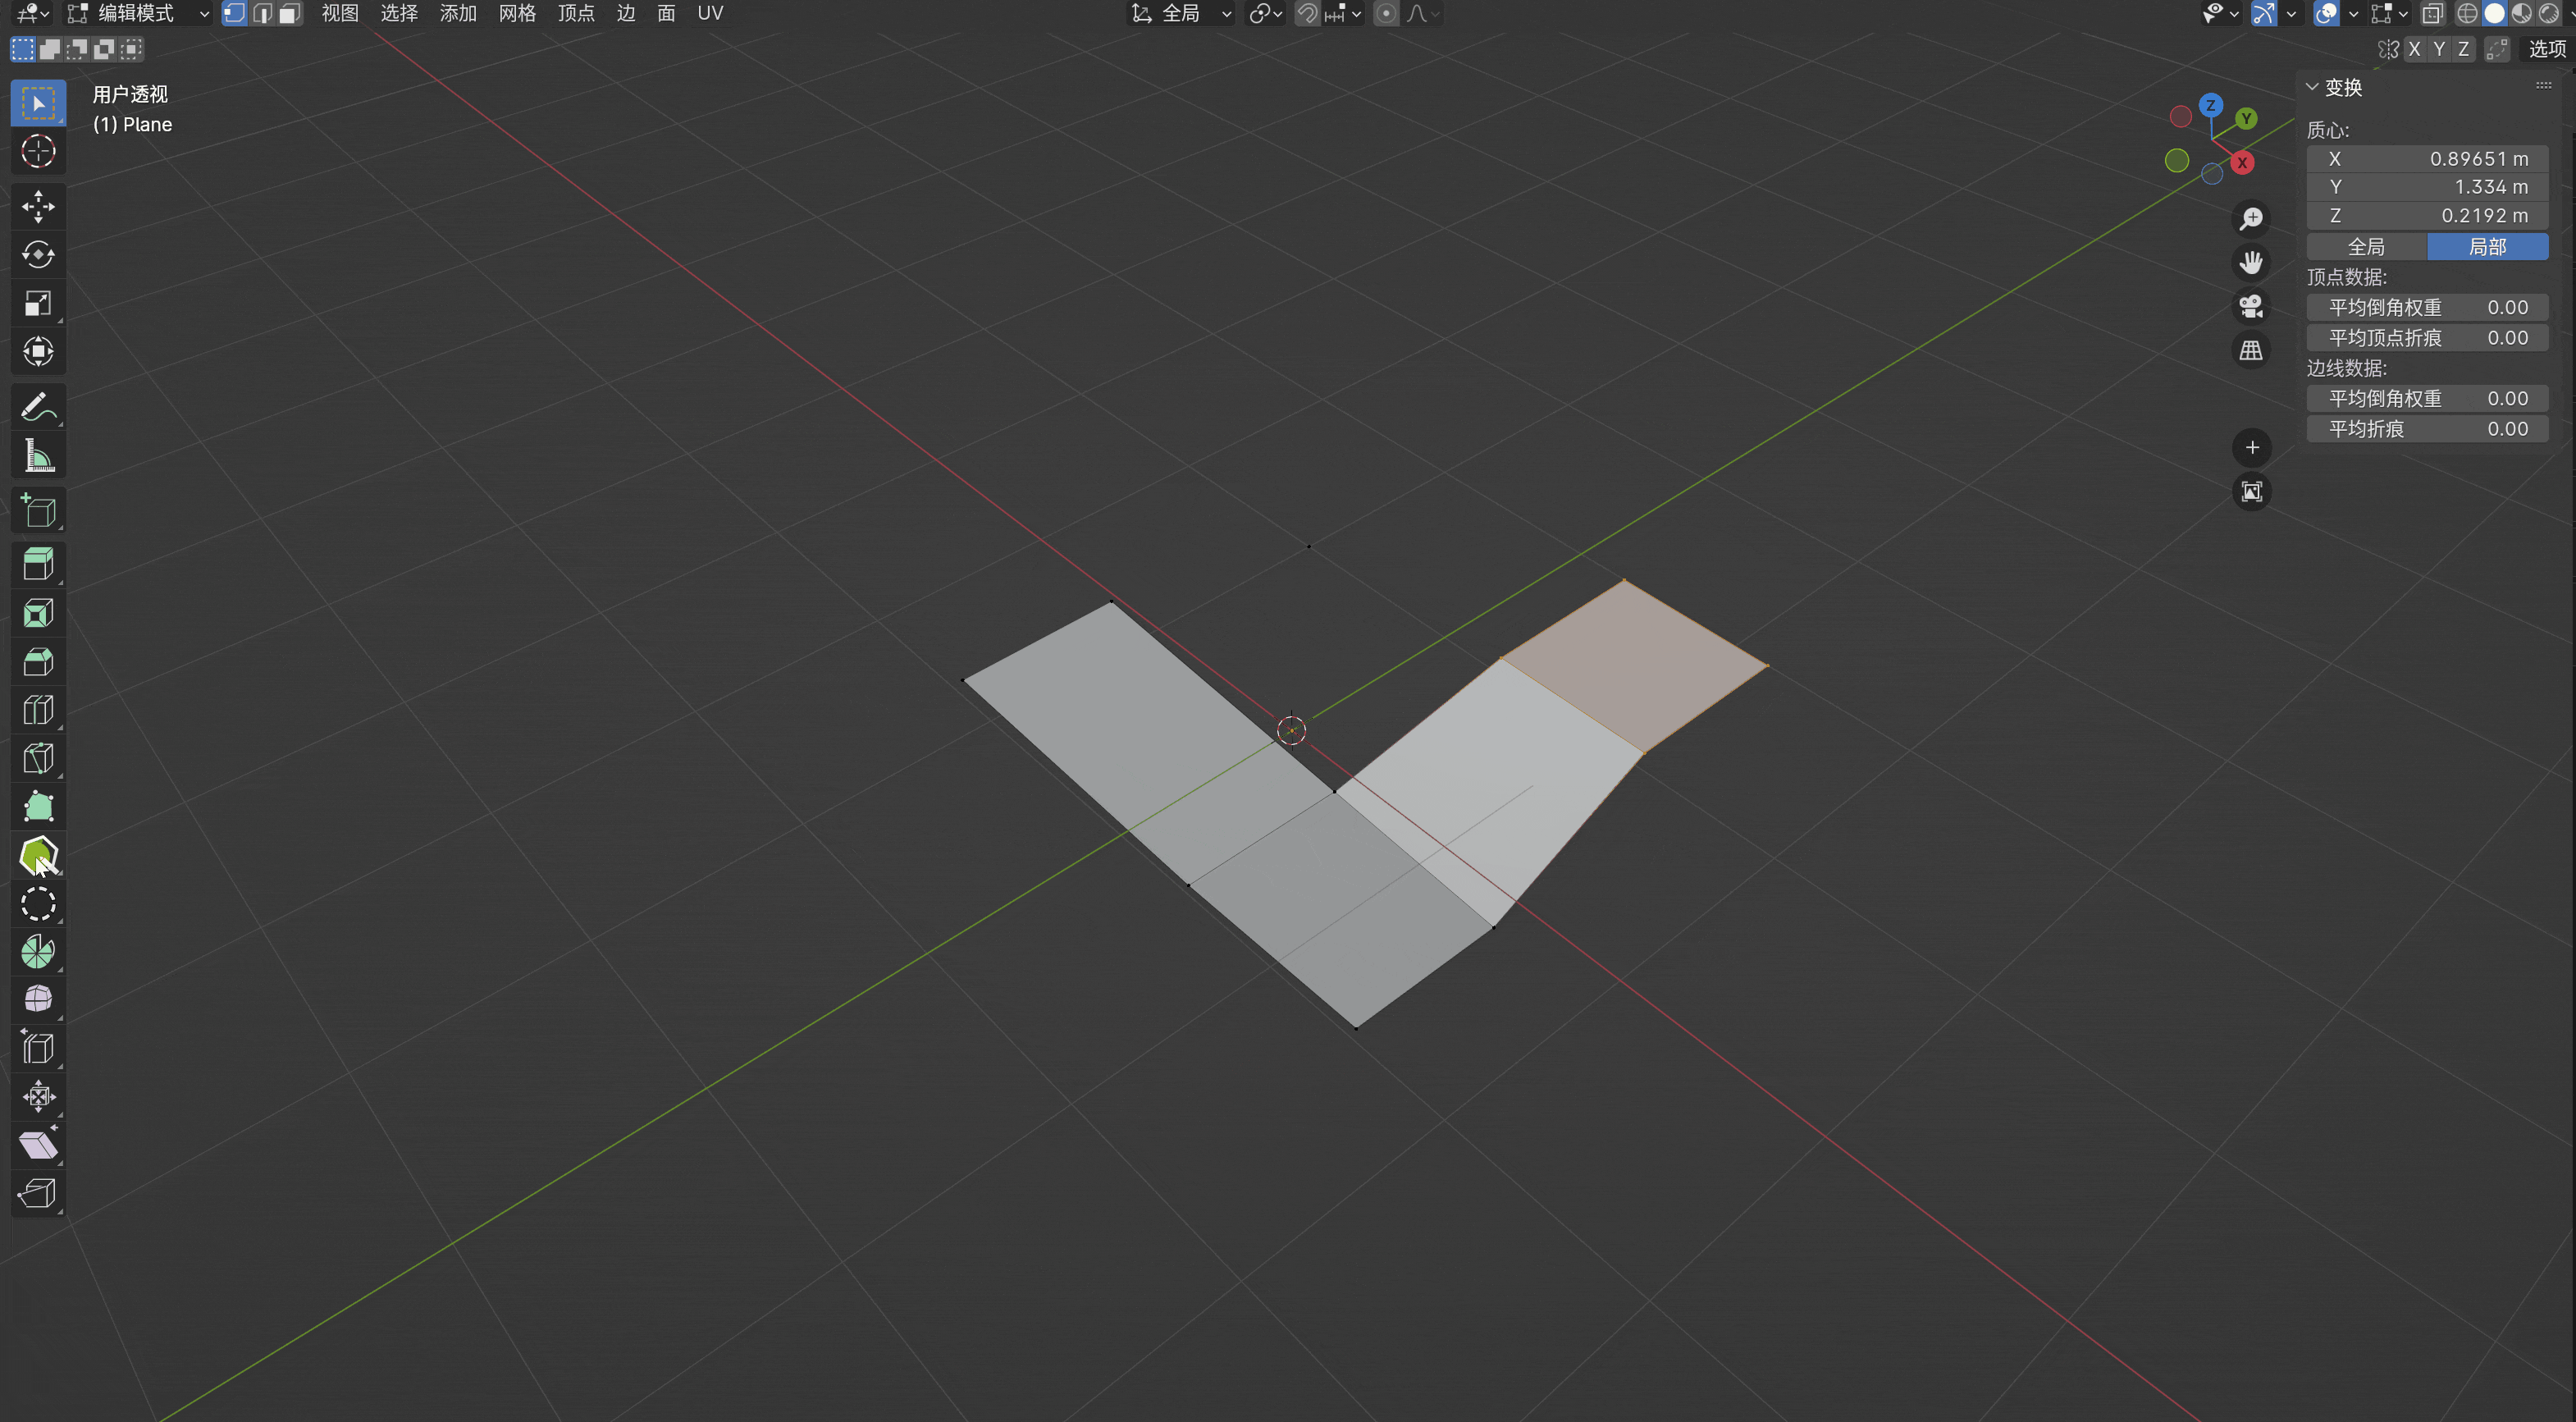 编辑模式 视图 选择 添加 网格 顶点 边 面 UV 全局
X Y Z 选项
用户透视
(1) Plane
Z
Y
X
变换
质心:
X 0.89651 m
Y 1.334 m
Z 0.2192 m
全局 局部
顶点数据:
平均倒角权重 0.00
平均顶点折痕 0.00
边线数据:
平均倒角权重 0.00
平均折痕 0.00